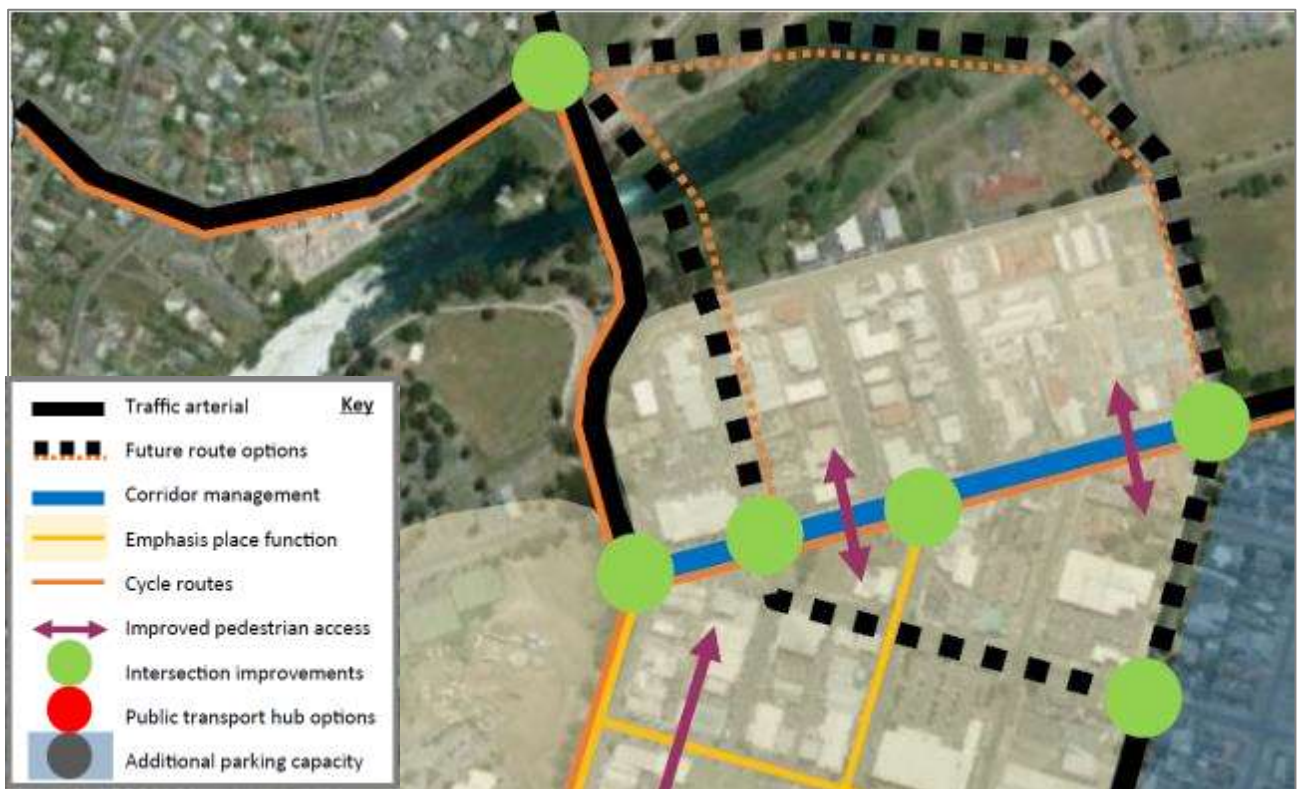 Traffic arterial Key
Future route options
Corridor management
Emphasis place function
Cycle routes
Improved pedestrian access
Intersection improvements
Public transport hub options
Additional parking capacity